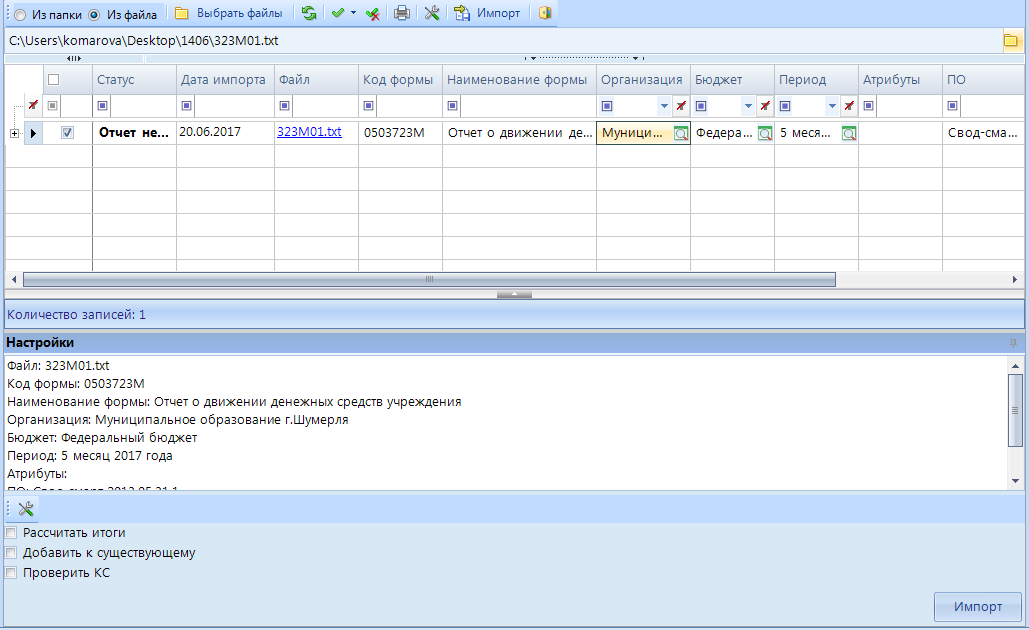 Из папки Из файла Выбрать файлы Импорт
C:\Users\komarova\Desktop\1406\323M01.txt
Статус Дата импорта Файл Код формы Наименование формы Организация Бюджет Период Атрибуты ПО
Отчет не... 20.06.2017 323M01.txt 0503723M Отчет о движении де... Муници... Федера... 5 меся... Свод-сма...
Количество записей: 1
Настройки
Файл: 323M01.txt
Код формы: 0503723M
Наименование формы: Отчет о движении денежных средств учреждения
Организация: Муниципальное образование г.Шумерля
Бюджет: Федеральный бюджет
Период: 5 месяц 2017 года
Атрибуты:
Рассчитать итоги
Добавить к существующему
Проверить КС
Импорт